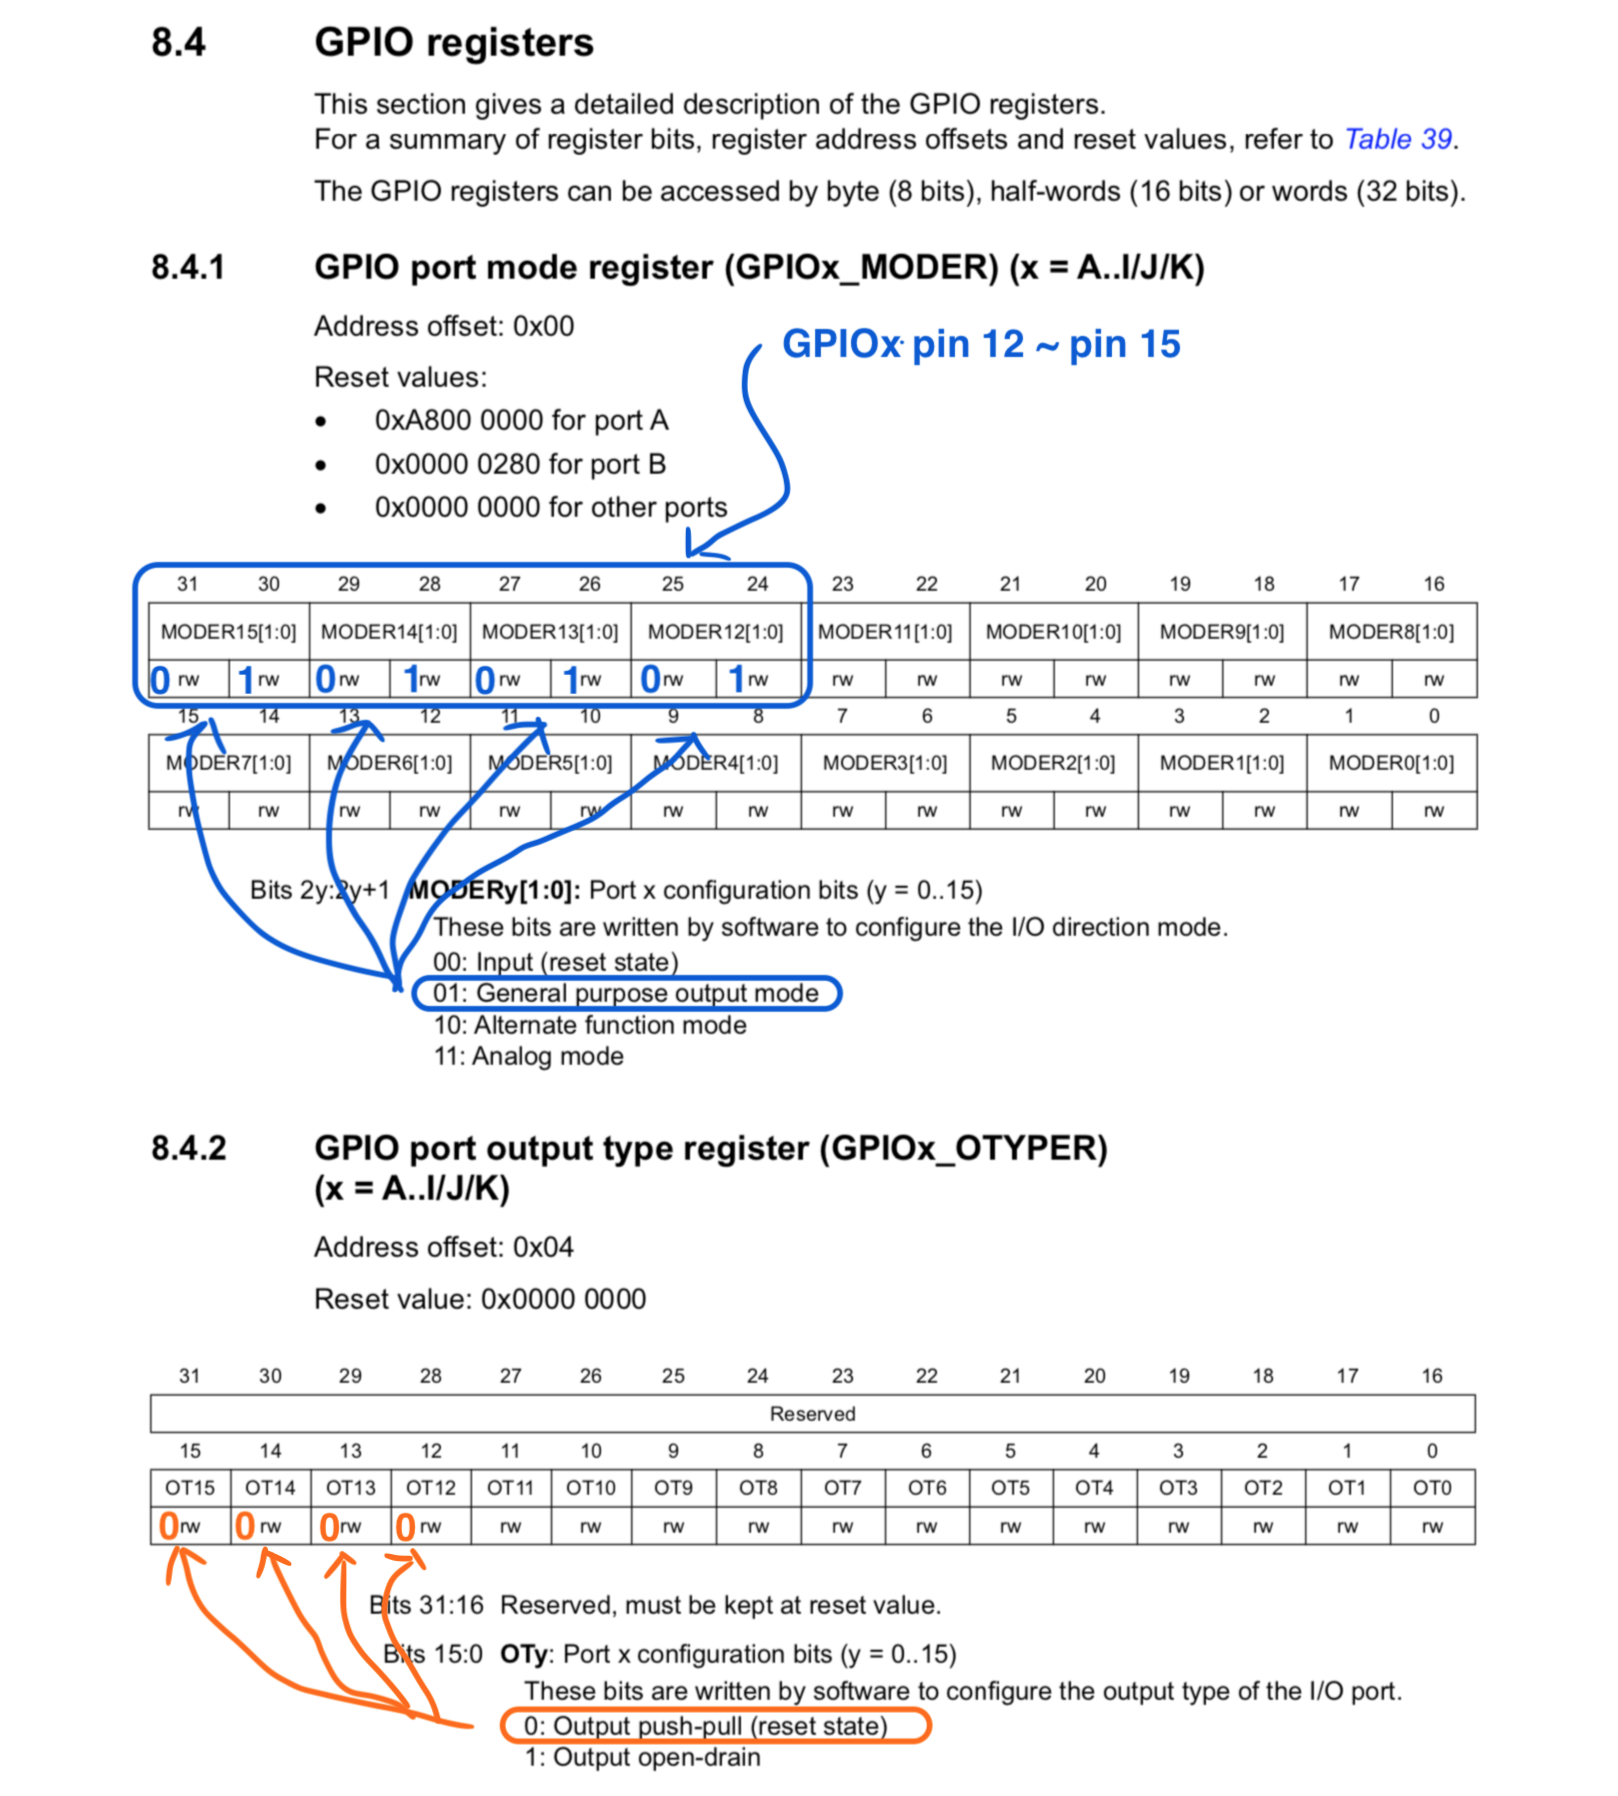 8.4 GPIO registers
This section gives a detailed description of the GPIO registers.
For a summary of register bits, register address offsets and reset values, refer to Table 39.
The GPIO registers can be accessed by byte (8 bits), half-words (16 bits) or words (32 bits).
8.4.1 GPIO port mode register (GPIOx_MODER) (x = A..I/J/K)
Address offset: 0x00
GPIOx pin 12 ~ pin 15
Reset values:
• 0xA800 0000 for port A
• 0x0000 0280 for port B
• 0x0000 0000 for other ports
31 30 29 28 27 26 25 24 23 22 21 20 19 18 17 16
MODER15[1:0] MODER14[1:0] MODER13[1:0] MODER12[1:0] MODER11[1:0] MODER10[1:0] MODER9[1:0] MODER8[1:0]
0 rw 1 rw 0 rw 1 rw 0 rw 1 rw 0 rw 1 rw rw rw rw rw rw rw rw rw
15 14 13 12 11 10 9 8 7 6 5 4 3 2 1 0
MODER7[1:0] MODER6[1:0] MODER5[1:0] MODER4[1:0] MODER3[1:0] MODER2[1:0] MODER1[1:0] MODER0[1:0]
rw rw rw rw rw rw rw rw rw rw rw rw rw rw rw rw
Bits 2y:2y+1 MODERy[1:0]: Port x configuration bits (y = 0..15)
These bits are written by software to configure the I/O direction mode.
00: Input (reset state)
01: General purpose output mode
10: Alternate function mode
11: Analog mode
8.4.2 GPIO port output type register (GPIOx_OTYPER)
(x = A..I/J/K)
Address offset: 0x04
Reset value: 0x0000 0000
31 30 29 28 27 26 25 24 23 22 21 20 19 18 17 16
Reserved
15 14 13 12 11 10 9 8 7 6 5 4 3 2 1 0
OT15 OT14 OT13 OT12 OT11 OT10 OT9 OT8 OT7 OT6 OT5 OT4 OT3 OT2 OT1 OT0
0 rw 0 rw 0 rw 0 rw rw rw rw rw rw rw rw rw rw rw rw rw
Bits 31:16 Reserved, must be kept at reset value.
Bits 15:0 OTy: Port x configuration bits (y = 0..15)
These bits are written by software to configure the output type of the I/O port.
0: Output push-pull (reset state)
1: Output open-drain